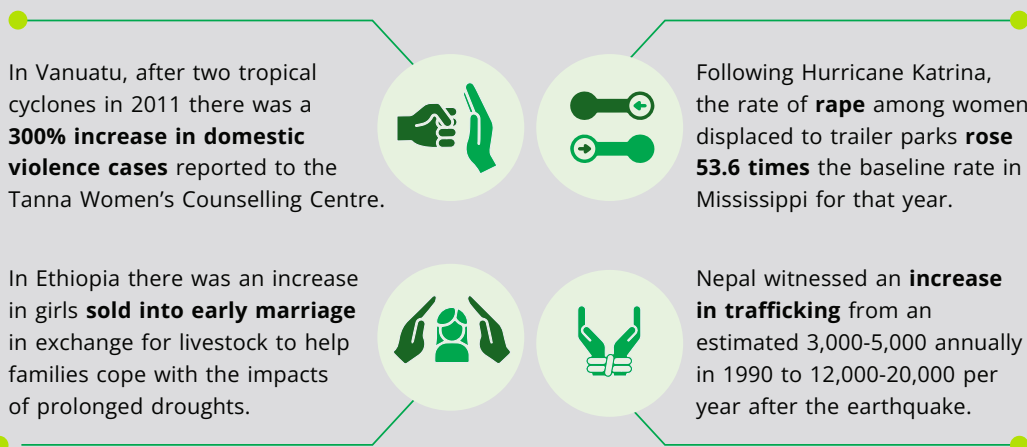 In Vanuatu, after two tropical
cyclones in 2011 there was a
300% increase in domestic
violence cases reported to the
Tanna Women’s Counselling Centre.
Following Hurricane Katrina,
the rate of rape among women
displaced to trailer parks rose
53.6 times the baseline rate in
Mississippi for that year.
In Ethiopia there was an increase
in girls sold into early marriage
in exchange for livestock to help
families cope with the impacts
of prolonged droughts.
Nepal witnessed an increase
in trafficking from an
estimated 3,000-5,000 annually
in 1990 to 12,000-20,000 per
year after the earthquake.